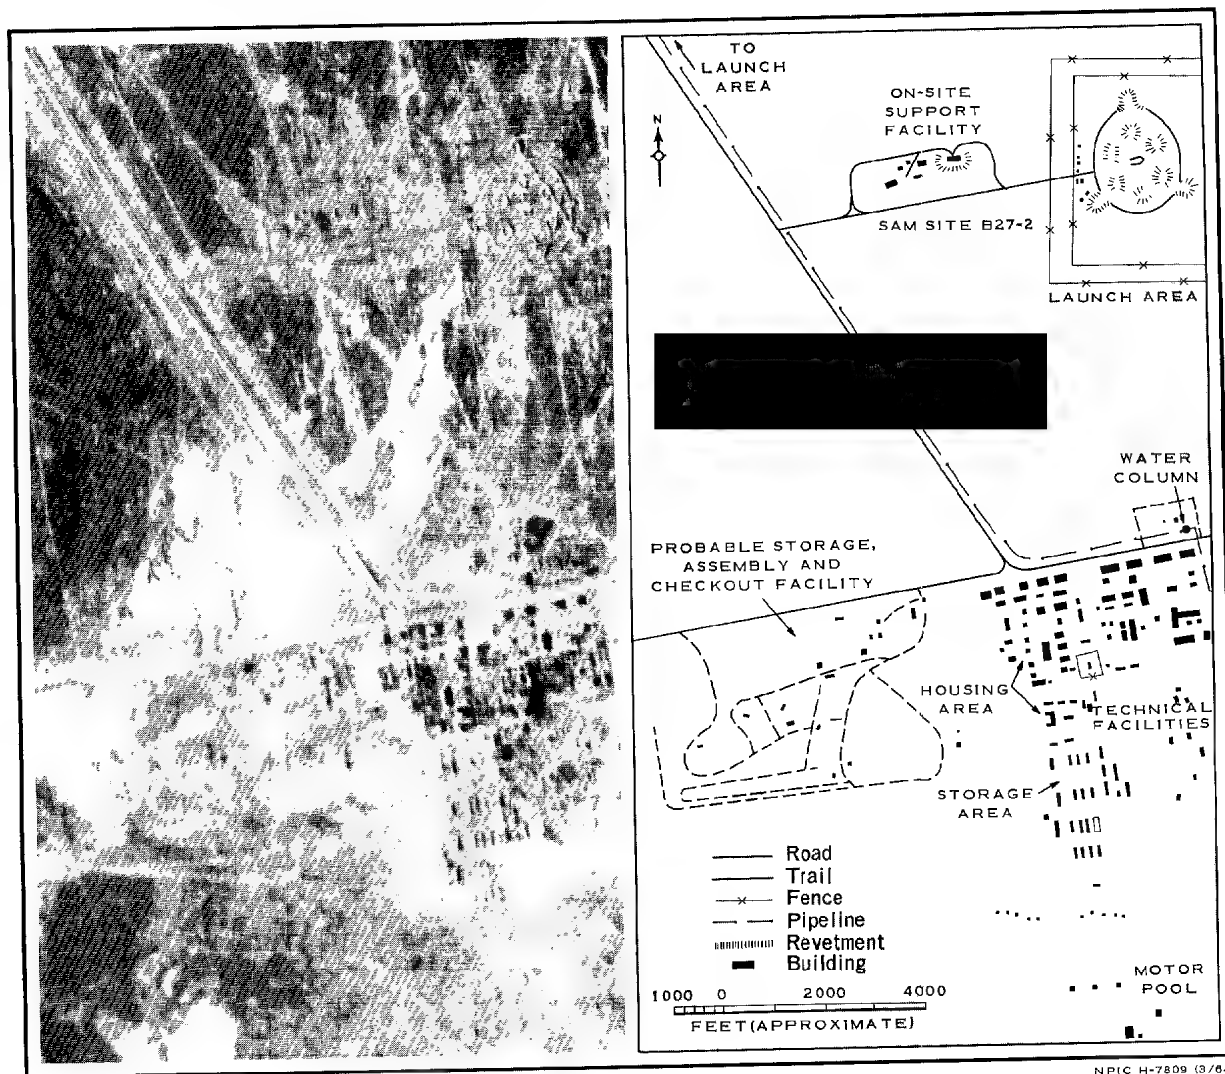 TO
LAUNCH
AREA
ON-SITE
SUPPORT
FACILITY
N
SAM SITE B27-2
LAUNCH AREA
WATER
COLUMN
PROBABLE STORAGE,
ASSEMBLY AND
CHECKOUT FACILITY
HOUSING
AREA
TECHNICAL
FACILITIES
STORAGE
AREA
Road
Trail
Fence
Pipeline
Revetment
Building
MOTOR
POOL
1000 0 2000 4000
FEET (APPROXIMATE)
NPIC H-7809